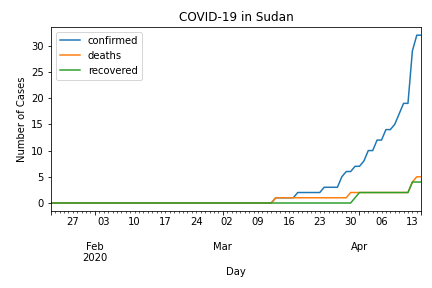 COVID-19 in Sudan
confirmed
deaths
recovered
Number of Cases
30
25
20
15
10
5
0
27 03 10 17 24 02 09 16 23 30 06 13
Feb Mar Apr
2020
Day